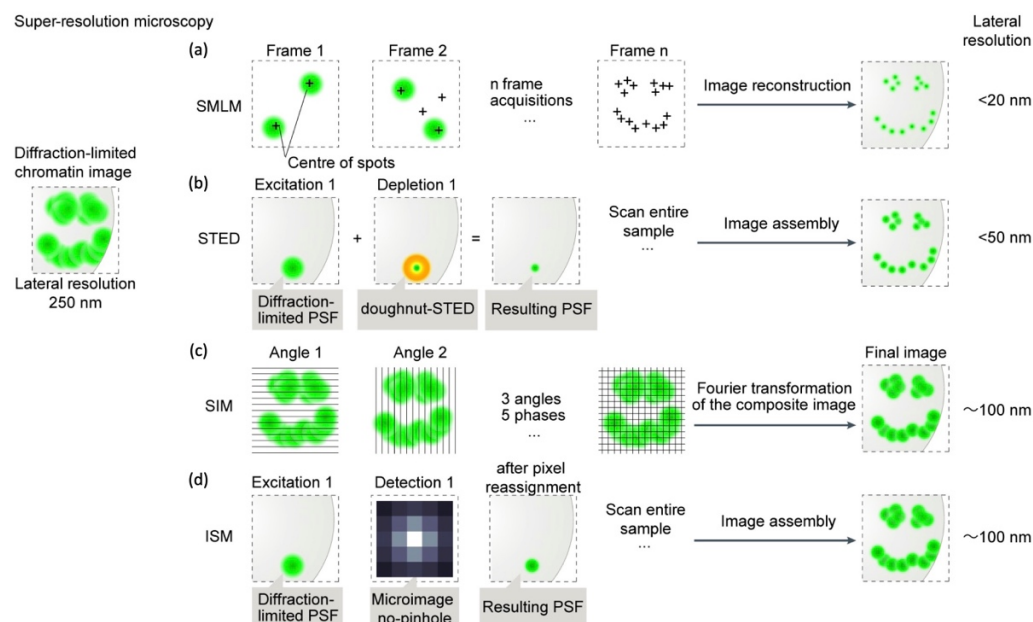 Super-resolution microscopy
Lateral
resolution
(a)
Frame 1
Frame 2
Frame n
SMLM
n frame
acquisitions
...
Image reconstruction
<20 nm
Centre of spots
Diffraction-limited
chromatin image
Lateral resolution
250 nm
(b)
Excitation 1
Depletion 1
STED
+
=
Scan entire
sample
...
Image assembly
<50 nm
Diffraction-
limited PSF
doughnut-STED
Resulting PSF
(c)
Angle 1
Angle 2
Final image
SIM
3 angles
5 phases
...
Fourier transformation
of the composite image
~100 nm
(d)
Excitation 1
Detection 1
after pixel
reassignment
ISM
Scan entire
sample
...
Image assembly
~100 nm
Diffraction-
limited PSF
Microimage
no-pinhole
Resulting PSF